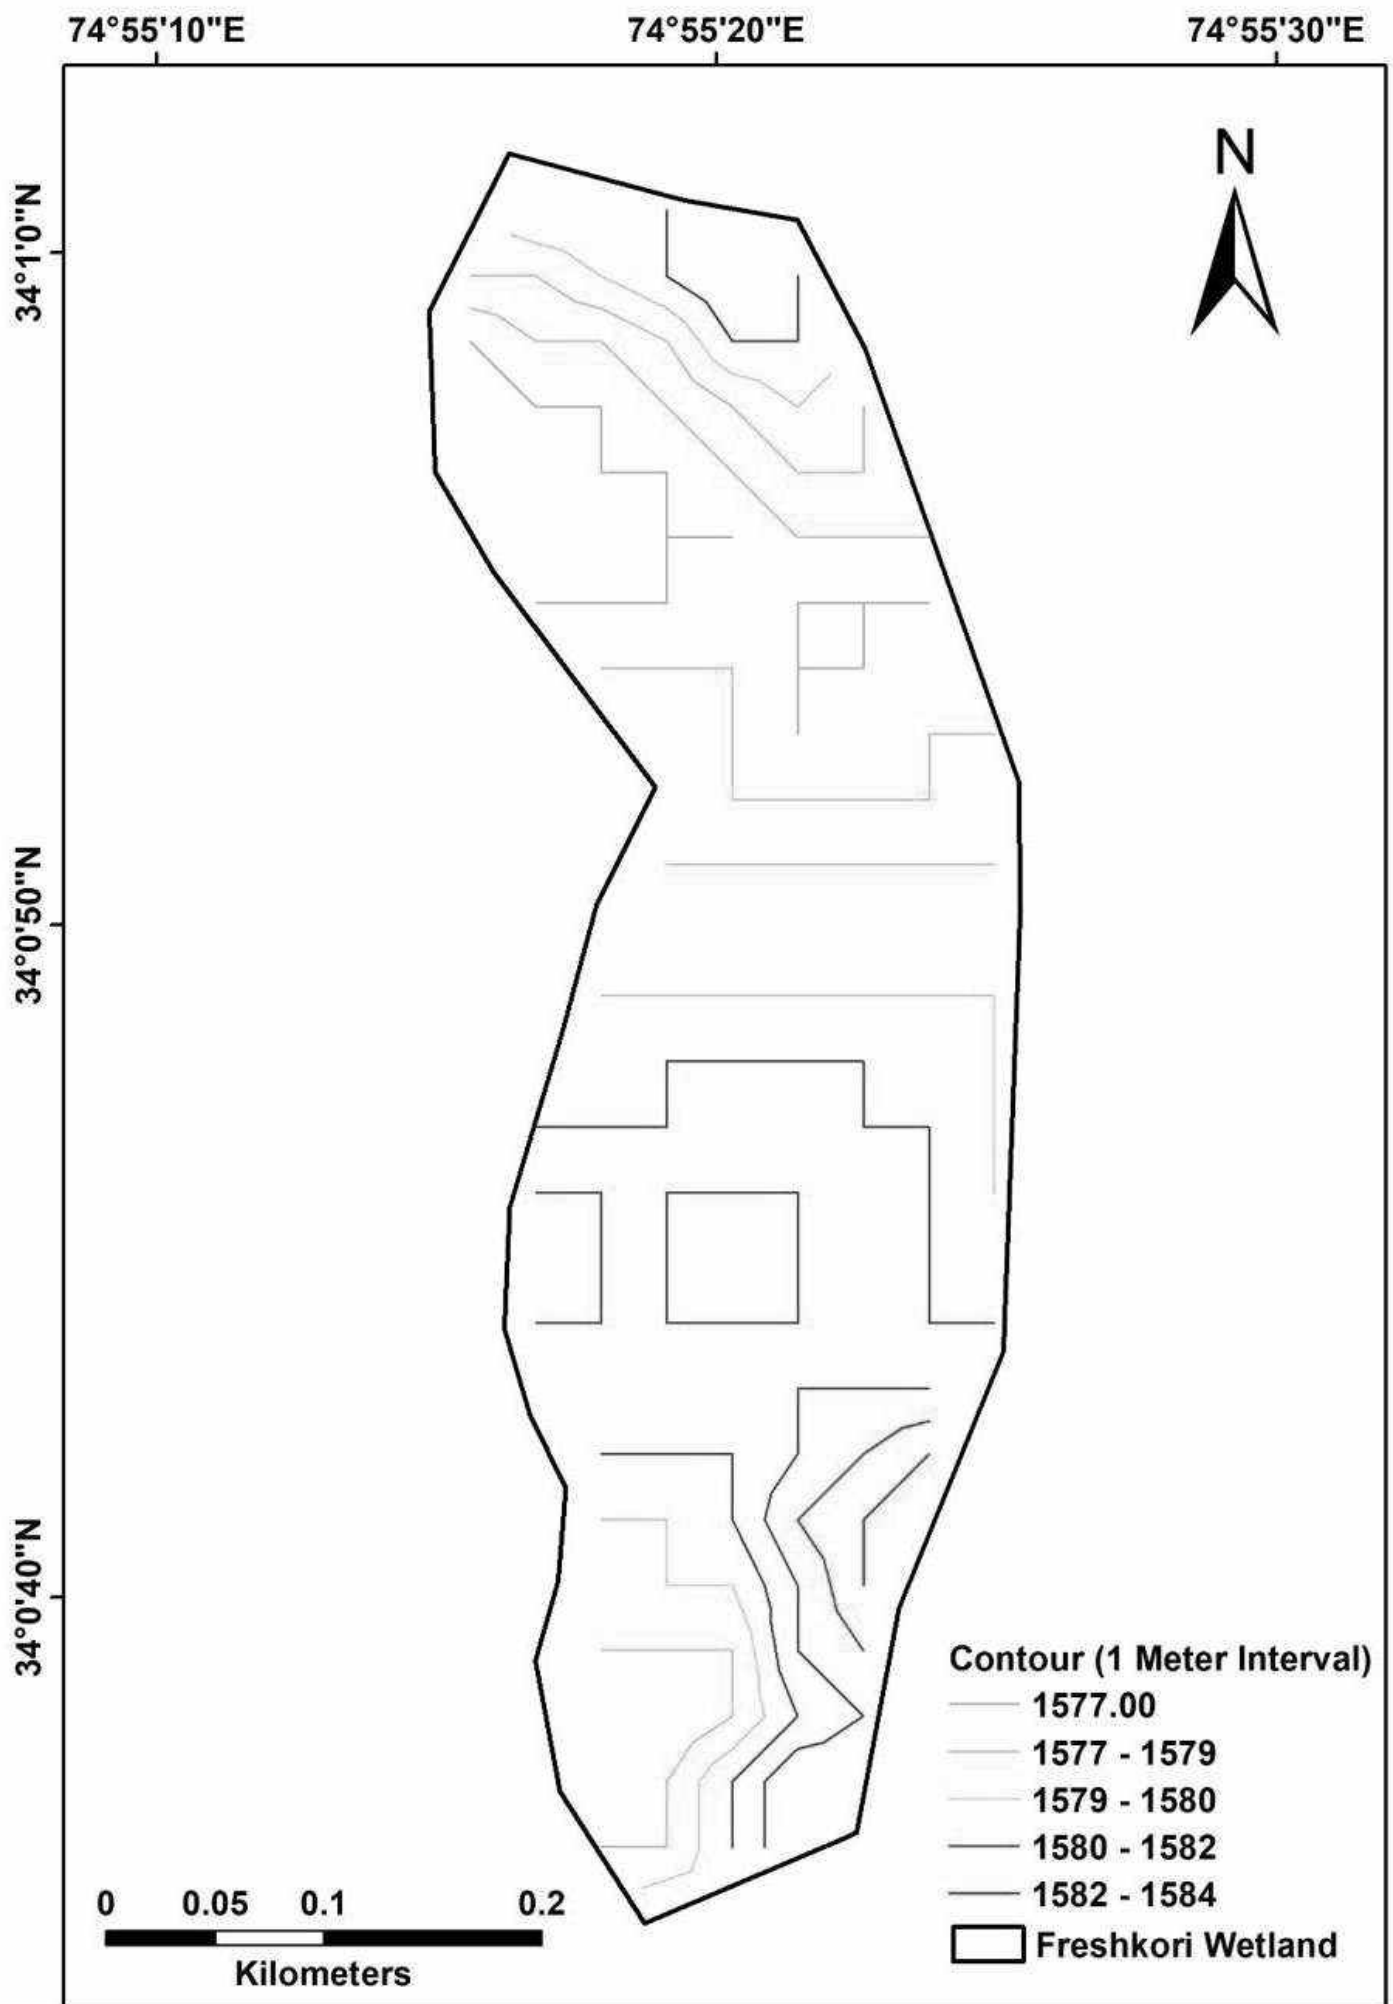 74°55'10"E 74°55'20"E 74°55'30"E
N
34°1'0"N
34°0'50"N
34°0'40"N
Contour (1 Meter Interval)
1577.00
1577 - 1579
1579 - 1580
1580 - 1582
1582 - 1584
Freshkori Wetland
0 0.05 0.1 0.2
Kilometers